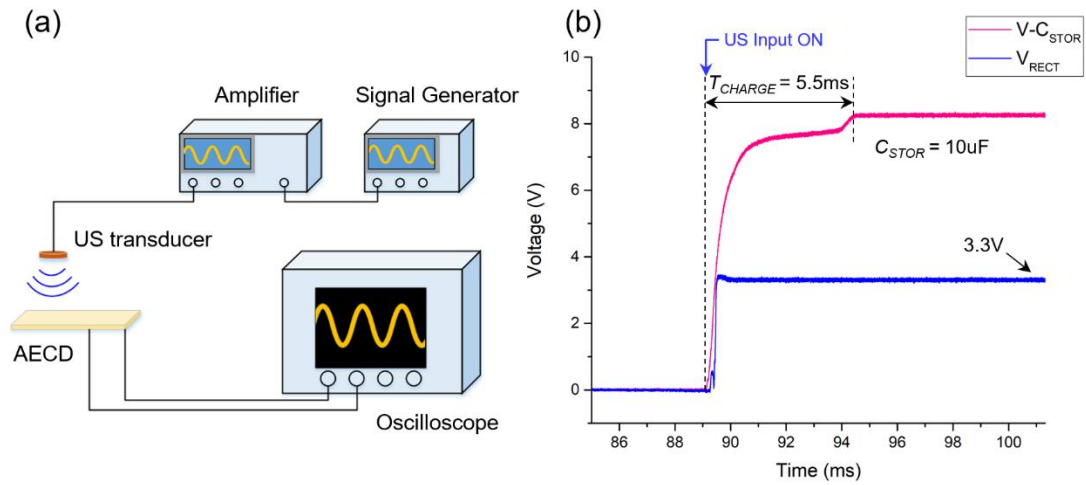 (a)
Amplifier
Signal Generator
US transducer
AECD
Oscilloscope
(b)
US Input ON
V-C_STOR
V_RECT
T_CHARGE = 5.5ms
C_STOR = 10uF
3.3V
Voltage (V)
10
8
6
4
2
0
86 88 90 92 94 96 98 100
Time (ms)